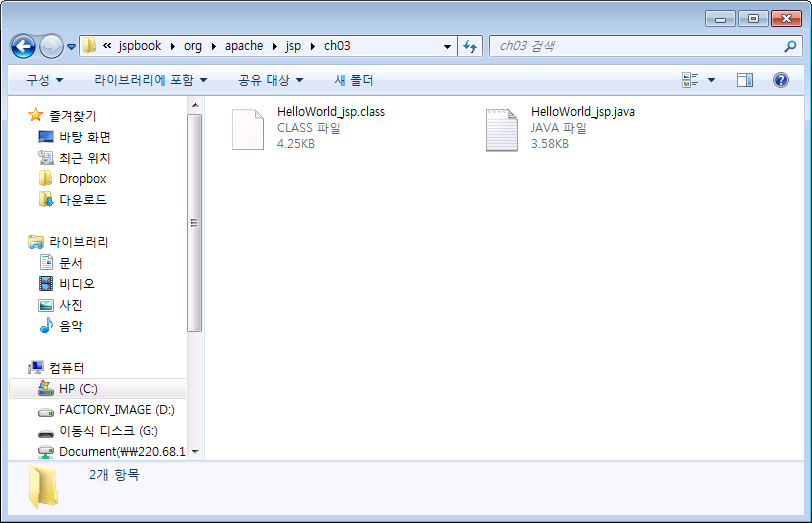 « jspbook ▸ org ▸ apache ▸ jsp ▸ ch03
ch03 검색
구성 라이브러리에 포함 공유 대상 새 폴더
즐겨찾기
바탕 화면
최근 위치
Dropbox
다운로드
라이브러리
문서
비디오
사진
음악
컴퓨터
HP (C:)
FACTORY_IMAGE (D:)
이동식 디스크 (G:)
Document(₩₩220.68.1
HelloWorld_jsp.class
CLASS 파일
4.25KB
HelloWorld_jsp.java
JAVA 파일
3.58KB
2개 항목